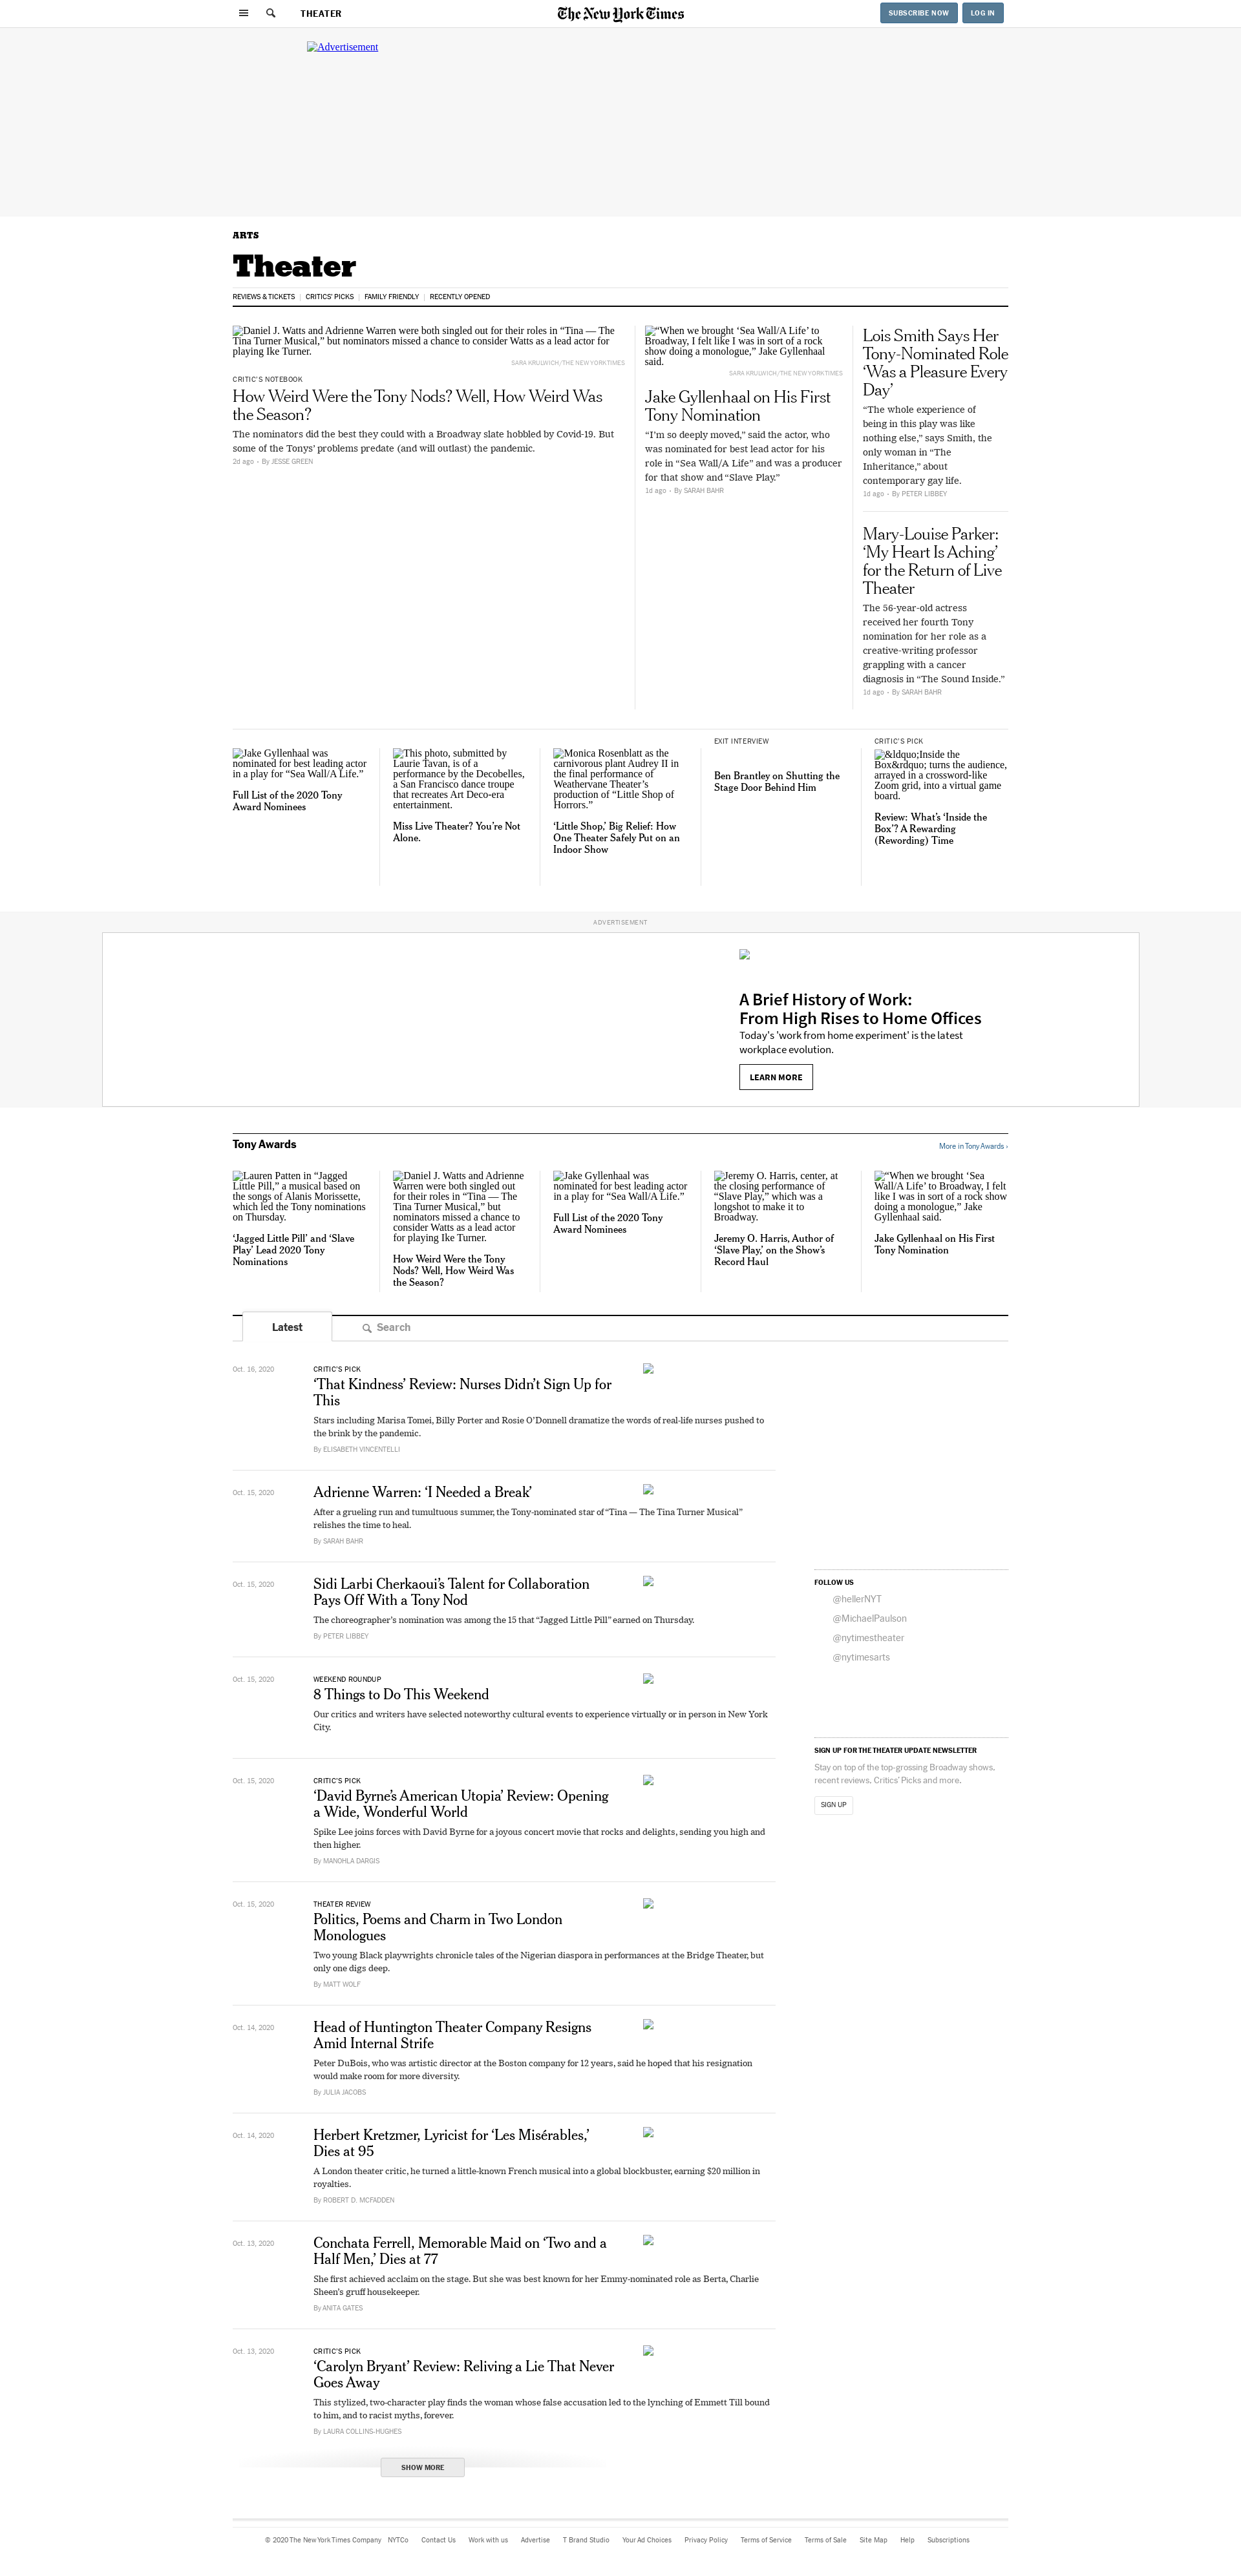 THEATER
The New York Times
SUBSCRIBE NOW
LOG IN
Advertisement
ARTS
Theater
REVIEWS & TICKETS
CRITICS' PICKS
FAMILY FRIENDLY
RECENTLY OPENED
Daniel J. Watts and Adrienne Warren were both singled out for their roles in “Tina — The
Tina Turner Musical,” but nominators missed a chance to consider Watts as a lead actor for
playing Ike Turner.
SARA KRULWICH/THE NEW YORK TIMES
CRITIC’S NOTEBOOK
How Weird Were the Tony Nods? Well, How Weird Was
the Season?
The nominators did the best they could with a Broadway slate hobbled by Covid-19. But
some of the Tonys’ problems predate (and will outlast) the pandemic.
2d ago • By JESSE GREEN
“When we brought ‘Sea Wall/A Life’ to
Broadway, I felt like I was in sort of a rock
show doing a monologue,” Jake Gyllenhaal
said.
SARA KRULWICH/THE NEW YORK TIMES
Jake Gyllenhaal on His First
Tony Nomination
“I’m so deeply moved,” said the actor, who
was nominated for best lead actor for his
role in “Sea Wall/A Life” and was a producer
for that show and “Slave Play.”
1d ago • By SARAH BAHR
Lois Smith Says Her
Tony-Nominated Role
‘Was a Pleasure Every
Day’
“The whole experience of
being in this play was like
nothing else,” says Smith, the
only woman in “The
Inheritance,” about
contemporary gay life.
1d ago • By PETER LIBBEY
Mary-Louise Parker:
‘My Heart Is Aching’
for the Return of Live
Theater
The 56-year-old actress
received her fourth Tony
nomination for her role as a
creative-writing professor
grappling with a cancer
diagnosis in “The Sound Inside.”
1d ago • By SARAH BAHR
Jake Gyllenhaal was
nominated for best leading actor
in a play for “Sea Wall/A Life.”
Full List of the 2020 Tony
Award Nominees
This photo, submitted by
Laurie Tavan, is of a
performance by the Decobelles,
a San Francisco dance troupe
that recreates Art Deco-era
entertainment.
Miss Live Theater? You’re Not
Alone.
Monica Rosenblatt as the
carnivorous plant Audrey II in
the final performance of
Weathervane Theater’s
production of “Little Shop of
Horrors.”
‘Little Shop,’ Big Relief: How
One Theater Safely Put on an
Indoor Show
EXIT INTERVIEW
Ben Brantley on Shutting the
Stage Door Behind Him
CRITIC’S PICK
&ldquo;Inside the
Box&rdquo; turns the audience,
arrayed in a crossword-like
Zoom grid, into a virtual game
board.
Review: What’s ‘Inside the
Box’? A Rewarding
(Rewording) Time
ADVERTISEMENT
A Brief History of Work:
From High Rises to Home Offices
Today's 'work from home experiment' is the latest
workplace evolution.
LEARN MORE
Tony Awards
More in Tony Awards ›
Lauren Patten in “Jagged
Little Pill,” a musical based on
the songs of Alanis Morissette,
which led the Tony nominations
on Thursday.
‘Jagged Little Pill’ and ‘Slave
Play’ Lead 2020 Tony
Nominations
Daniel J. Watts and Adrienne
Warren were both singled out
for their roles in “Tina — The
Tina Turner Musical,” but
nominators missed a chance to
consider Watts as a lead actor
for playing Ike Turner.
How Weird Were the Tony
Nods? Well, How Weird Was
the Season?
Jake Gyllenhaal was
nominated for best leading actor
in a play for “Sea Wall/A Life.”
Full List of the 2020 Tony
Award Nominees
Jeremy O. Harris, center, at
the closing performance of
“Slave Play,” which was a
longshot to make it to
Broadway.
Jeremy O. Harris, Author of
‘Slave Play,’ on the Show’s
Record Haul
“When we brought ‘Sea
Wall/A Life’ to Broadway, I felt
like I was in sort of a rock show
doing a monologue,” Jake
Gyllenhaal said.
Jake Gyllenhaal on His First
Tony Nomination
Latest
Search
Oct. 16, 2020
CRITIC’S PICK
‘That Kindness’ Review: Nurses Didn’t Sign Up for
This
Stars including Marisa Tomei, Billy Porter and Rosie O’Donnell dramatize the words of real-life nurses pushed to
the brink by the pandemic.
By ELISABETH VINCENTELLI
Oct. 15, 2020
Adrienne Warren: ‘I Needed a Break’
After a grueling run and tumultuous summer, the Tony-nominated star of “Tina — The Tina Turner Musical”
relishes the time to heal.
By SARAH BAHR
Oct. 15, 2020
Sidi Larbi Cherkaoui’s Talent for Collaboration
Pays Off With a Tony Nod
The choreographer’s nomination was among the 15 that “Jagged Little Pill” earned on Thursday.
By PETER LIBBEY
Oct. 15, 2020
WEEKEND ROUNDUP
8 Things to Do This Weekend
Our critics and writers have selected noteworthy cultural events to experience virtually or in person in New York
City.
Oct. 15, 2020
CRITIC’S PICK
‘David Byrne’s American Utopia’ Review: Opening
a Wide, Wonderful World
Spike Lee joins forces with David Byrne for a joyous concert movie that rocks and delights, sending you high and
then higher.
By MANOHLA DARGIS
Oct. 15, 2020
THEATER REVIEW
Politics, Poems and Charm in Two London
Monologues
Two young Black playwrights chronicle tales of the Nigerian diaspora in performances at the Bridge Theater, but
only one digs deep.
By MATT WOLF
Oct. 14, 2020
Head of Huntington Theater Company Resigns
Amid Internal Strife
Peter DuBois, who was artistic director at the Boston company for 12 years, said he hoped that his resignation
would make room for more diversity.
By JULIA JACOBS
Oct. 14, 2020
Herbert Kretzmer, Lyricist for ‘Les Misérables,’
Dies at 95
A London theater critic, he turned a little-known French musical into a global blockbuster, earning $20 million in
royalties.
By ROBERT D. MCFADDEN
Oct. 13, 2020
Conchata Ferrell, Memorable Maid on ‘Two and a
Half Men,’ Dies at 77
She first achieved acclaim on the stage. But she was best known for her Emmy-nominated role as Berta, Charlie
Sheen’s gruff housekeeper.
By ANITA GATES
Oct. 13, 2020
CRITIC’S PICK
‘Carolyn Bryant’ Review: Reliving a Lie That Never
Goes Away
This stylized, two-character play finds the woman whose false accusation led to the lynching of Emmett Till bound
to him, and to racist myths, forever.
By LAURA COLLINS-HUGHES
SHOW MORE
FOLLOW US
@hellerNYT
@MichaelPaulson
@nytimestheater
@nytimesarts
SIGN UP FOR THE THEATER UPDATE NEWSLETTER
Stay on top of the top-grossing Broadway shows,
recent reviews, Critics’ Picks and more.
SIGN UP
© 2020 The New York Times Company
NYTCo
Contact Us
Work with us
Advertise
T Brand Studio
Your Ad Choices
Privacy Policy
Terms of Service
Terms of Sale
Site Map
Help
Subscriptions